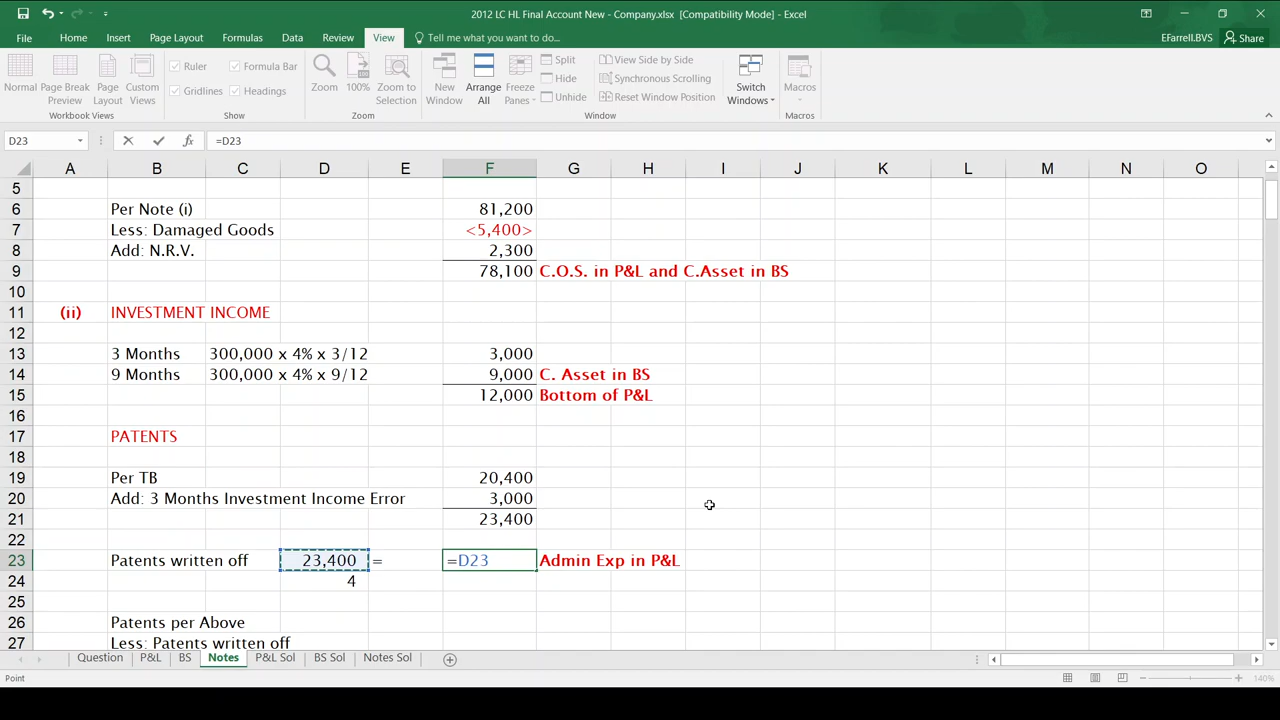 2012 LC HL Final Account New - Company.xlsx [Compatibility Mode] - Excel
File Home Insert Page Layout Formulas Data Review View Tell me what you want to do... EFarrell.BVS Share
Normal Page Break Preview Page Layout Custom Views
Ruler Formula Bar
Gridlines Headings
Zoom 100% Zoom to Selection
New Window Arrange All Freeze Panes
Split
Hide
Unhide
View Side by Side
Synchronous Scrolling
Reset Window Position
Switch Windows Macros
Workbook Views Show Zoom Window Macros
D23 fx =D23
A B C D E F G H I J K L M N O
5
6 Per Note (i) 81,200
7 Less: Damaged Goods <5,400>
8 Add: N.R.V. 2,300
9 78,100 C.O.S. in P&L and C.Asset in BS
10
11 (ii) INVESTMENT INCOME
12
13 3 Months 300,000 x 4% x 3/12 3,000
14 9 Months 300,000 x 4% x 9/12 9,000 C. Asset in BS
15 12,000 Bottom of P&L
16
17 PATENTS
18
19 Per TB 20,400
20 Add: 3 Months Investment Income Error 3,000
21 23,400
22
23 Patents written off 23,400 = =D23 Admin Exp in P&L
24 4
25
26 Patents per Above
27 Less: Patents written off
Question P&L BS Notes P&L Sol BS Sol Notes Sol
Point 140%